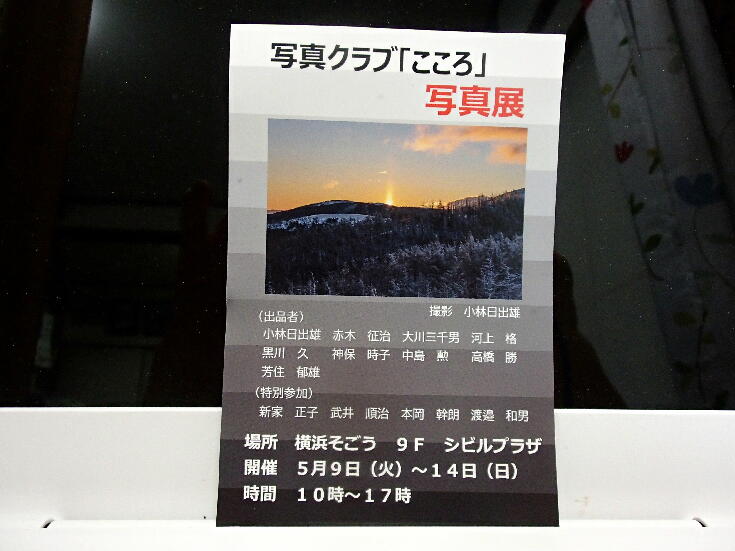 写真クラブ「こころ」
写真展
撮影　小林日出雄
（出品者）
小林日出雄　赤木　征治　大川三千男　河上　格
黒川　久　神保　時子　中島　勲　高橋　勝
芳住　郁雄
（特別参加）
新家　正子　武井　順治　本岡　幹朗　渡邉　和男
場所　横浜そごう　９Ｆ　シビルプラザ
開催　５月９日（火）～１４日（日）
時間　１０時～１７時